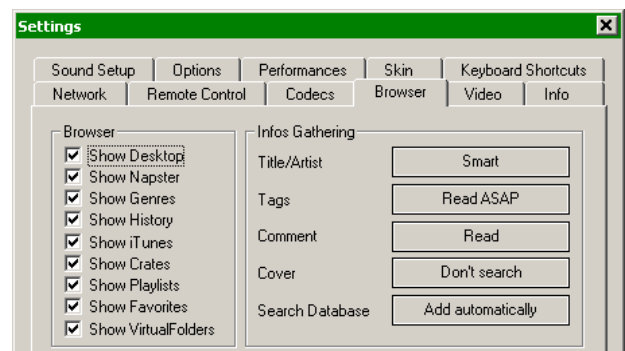 Settings
Sound Setup Options Performances Skin Keyboard Shortcuts
Network Remote Control Codecs Browser Video Info
Browser
Show Desktop
Show Napster
Show Genres
Show History
Show iTunes
Show Crates
Show Playlists
Show Favorites
Show VirtualFolders
Infos Gathering
Title/Artist Smart
Tags Read ASAP
Comment Read
Cover Don't search
Search Database Add automatically